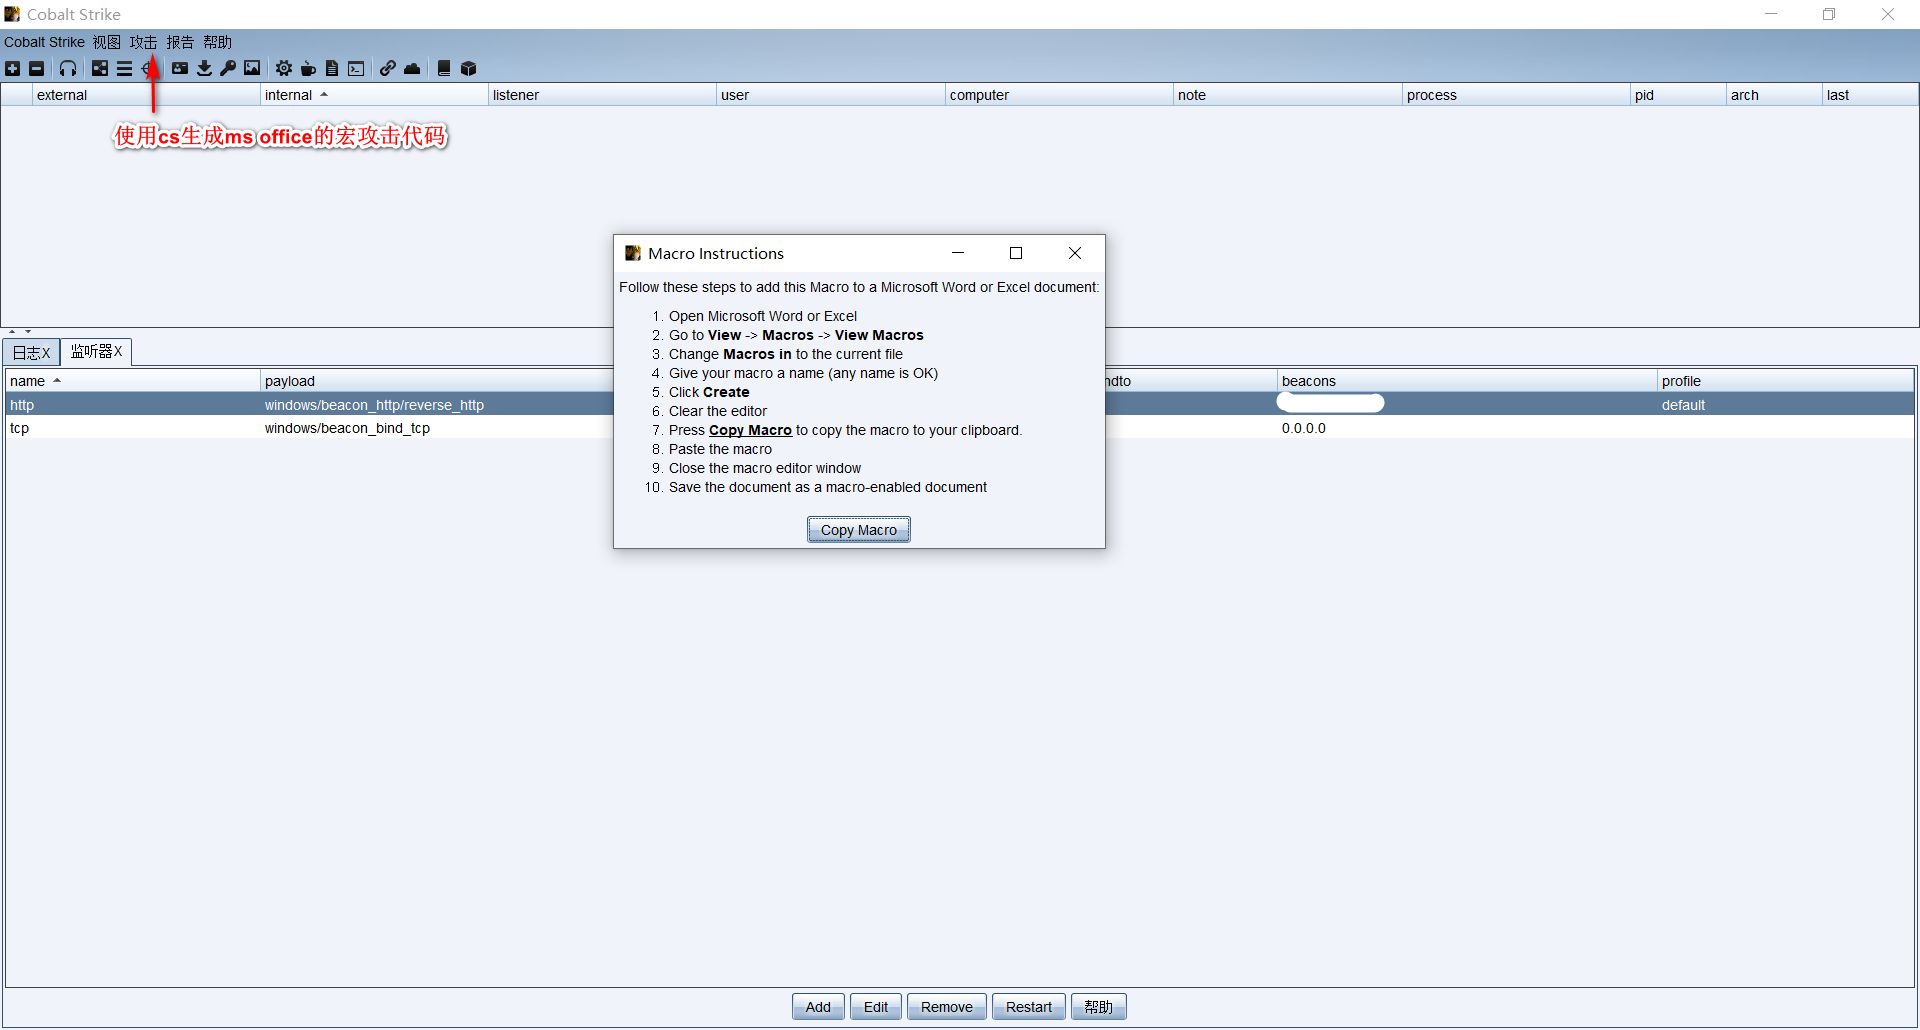 Cobalt Strike
Cobalt Strike 视图 攻击 报告 帮助
external internal listener user computer note process pid arch last
使用cs生成ms office的宏攻击代码
Macro Instructions
Follow these steps to add this Macro to a Microsoft Word or Excel document:
1. Open Microsoft Word or Excel
2. Go to View -> Macros -> View Macros
3. Change Macros in to the current file
4. Give your macro a name (any name is OK)
5. Click Create
6. Clear the editor
7. Press Copy Macro to copy the macro to your clipboard.
8. Paste the macro
9. Close the macro editor window
10. Save the document as a macro-enabled document
Copy Macro
日志X 监听器X
name payload ndto beacons profile
http windows/beacon_http/reverse_http default
tcp windows/beacon_bind_tcp 0.0.0.0
Add Edit Remove Restart 帮助